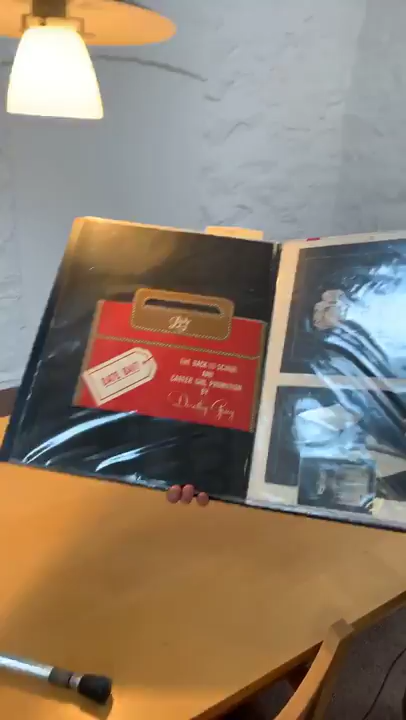 DATE BAIT
THE BACK TO SCHOOL
AND
CAREER GIRL PROMOTION
BY
Dorothy Gray